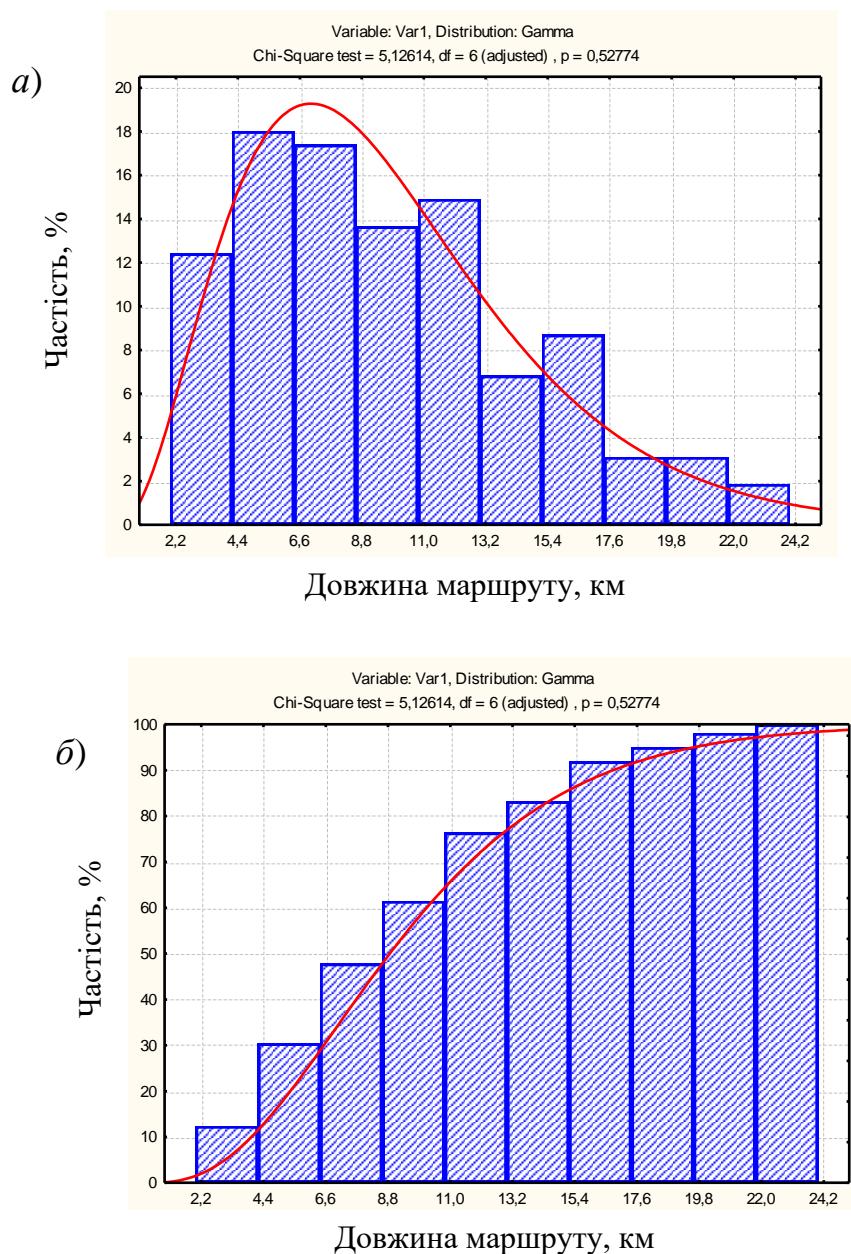 Variable: Var1, Distribution: Gamma
Chi-Square test = 5,12614, df = 6 (adjusted) , p = 0,52774
а)
20
18
16
14
12
10
8
6
4
2
0
Частість, %
2,2 4,4 6,6 8,8 11,0 13,2 15,4 17,6 19,8 22,0 24,2
Довжина маршруту, км
Variable: Var1, Distribution: Gamma
Chi-Square test = 5,12614, df = 6 (adjusted) , p = 0,52774
б)
100
90
80
70
60
50
40
30
20
10
0
Частість, %
2,2 4,4 6,6 8,8 11,0 13,2 15,4 17,6 19,8 22,0 24,2
Довжина маршруту, км